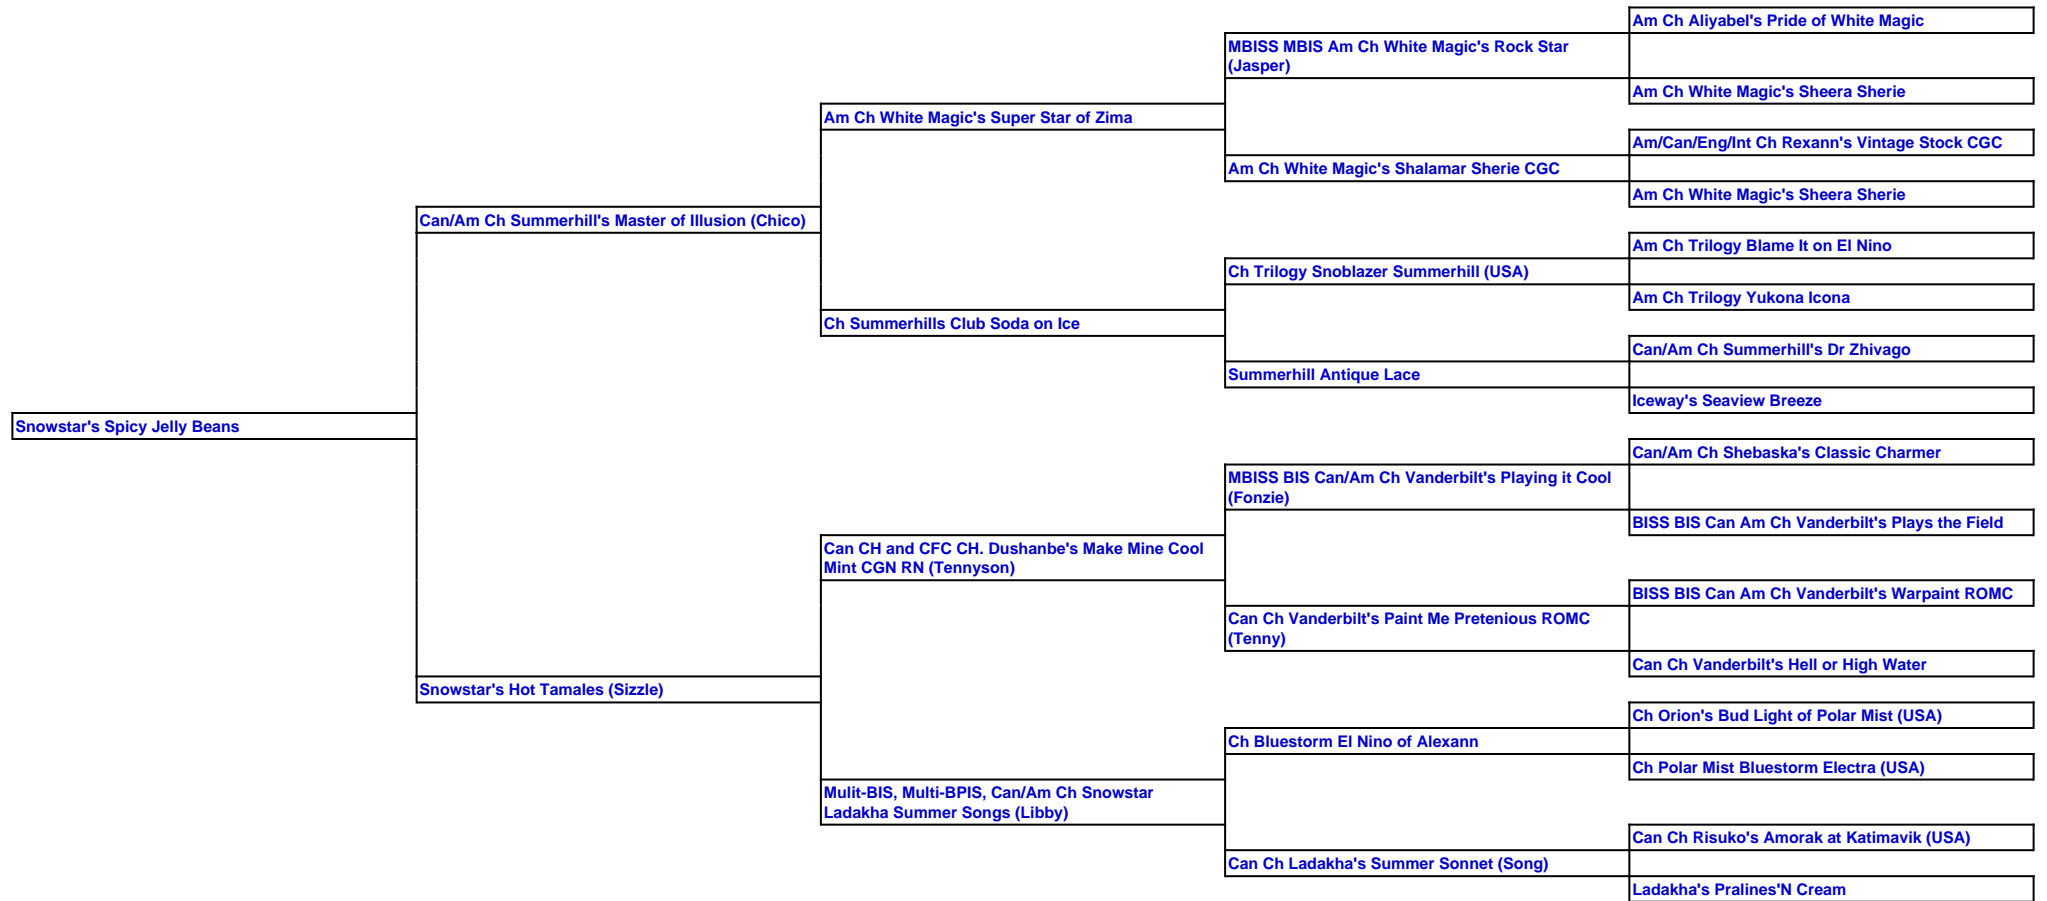 Am Ch Aliyabel's Pride of White Magic
MBISS MBIS Am Ch White Magic's Rock Star
(Jasper)
Am Ch White Magic's Sheera Sherie
Am Ch White Magic's Super Star of Zima
Am/Can/Eng/Int Ch Rexann's Vintage Stock CGC
Am Ch White Magic's Shalamar Sherie CGC
Am Ch White Magic's Sheera Sherie
Can/Am Ch Summerhill's Master of Illusion (Chico)
Am Ch Trilogy Blame It on El Nino
Ch Trilogy Snoblazer Summerhill (USA)
Am Ch Trilogy Yukona Icona
Ch Summerhills Club Soda on Ice
Can/Am Ch Summerhill's Dr Zhivago
Summerhill Antique Lace
Iceway's Seaview Breeze
Snowstar's Spicy Jelly Beans
Can/Am Ch Shebaska's Classic Charmer
MBISS BIS Can/Am Ch Vanderbilt's Playing it Cool
(Fonzie)
BISS BIS Can Am Ch Vanderbilt's Plays the Field
Can CH and CFC CH. Dushanbe's Make Mine Cool
Mint CGN RN (Tennyson)
BISS BIS Can Am Ch Vanderbilt's Warpaint ROMC
Can Ch Vanderbilt's Paint Me Pretenious ROMC
(Tenny)
Can Ch Vanderbilt's Hell or High Water
Snowstar's Hot Tamales (Sizzle)
Ch Orion's Bud Light of Polar Mist (USA)
Ch Bluestorm El Nino of Alexann
Ch Polar Mist Bluestorm Electra (USA)
Mulit-BIS, Multi-BPIS, Can/Am Ch Snowstar
Ladakha Summer Songs (Libby)
Can Ch Risuko's Amorak at Katimavik (USA)
Can Ch Ladakha's Summer Sonnet (Song)
Ladakha's Pralines'N Cream